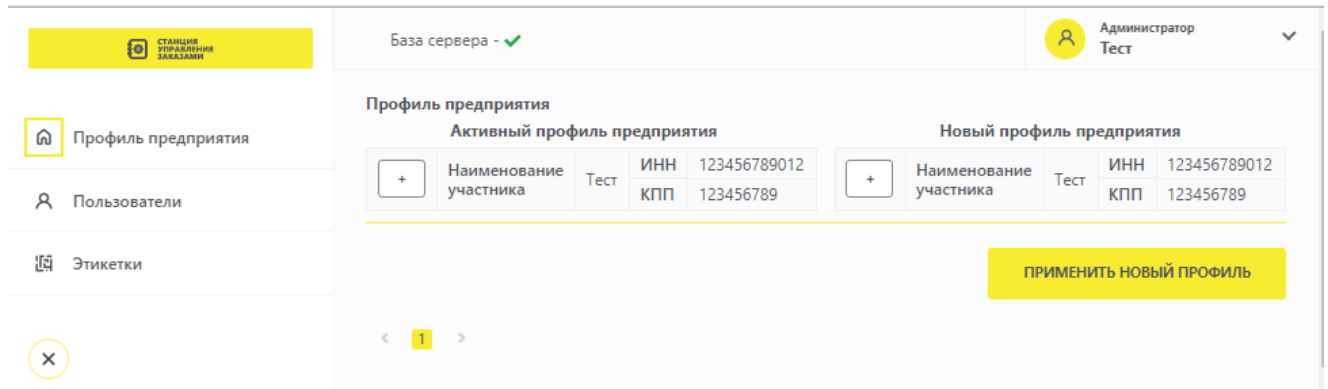 СТАНЦИЯ
УПРАВЛЕНИЯ
ЗАКАЗАМИ
База сервера - ✓
Администратор
Тест
Профиль предприятия
Пользователи
Этикетки
Профиль предприятия
Активный профиль предприятия
+ Наименование участника Тест ИНН 123456789012
КПП 123456789
Новый профиль предприятия
+ Наименование участника Тест ИНН 123456789012
КПП 123456789
ПРИМЕНИТЬ НОВЫЙ ПРОФИЛЬ
< 1 >